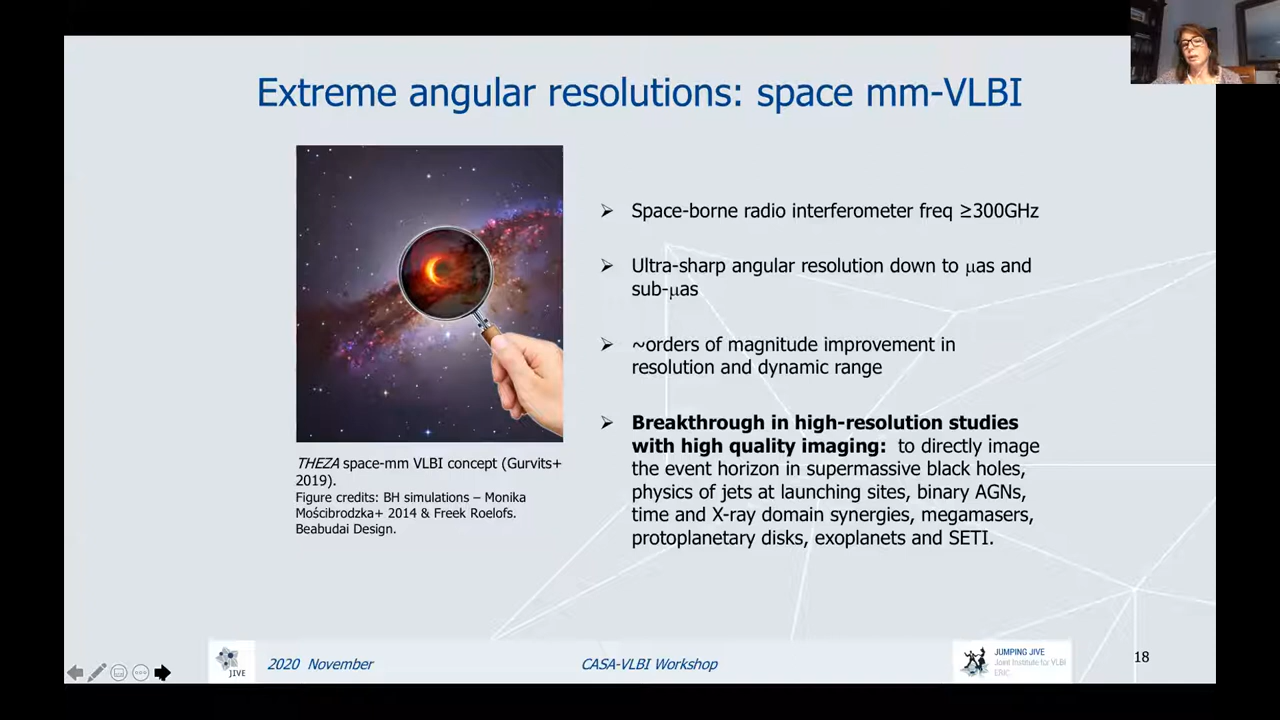 Extreme angular resolutions: space mm-VLBI
➢ Space-borne radio interferometer freq ≥300GHz
➢ Ultra-sharp angular resolution down to μas and
sub-μas
➢ ~orders of magnitude improvement in
resolution and dynamic range
➢ Breakthrough in high-resolution studies
with high quality imaging: to directly image
the event horizon in supermassive black holes,
physics of jets at launching sites, binary AGNs,
time and X-ray domain synergies, megamasers,
protoplanetary disks, exoplanets and SETI.
THEZA space-mm VLBI concept (Gurvits+
2019).
Figure credits: BH simulations – Monika
Mościbrodzka+ 2014 & Freek Roelofs.
Beabudai Design.
JIVE
2020 November
CASA-VLBI Workshop
JUMPING JIVE
Joint Institute for VLBI
ERIC
18